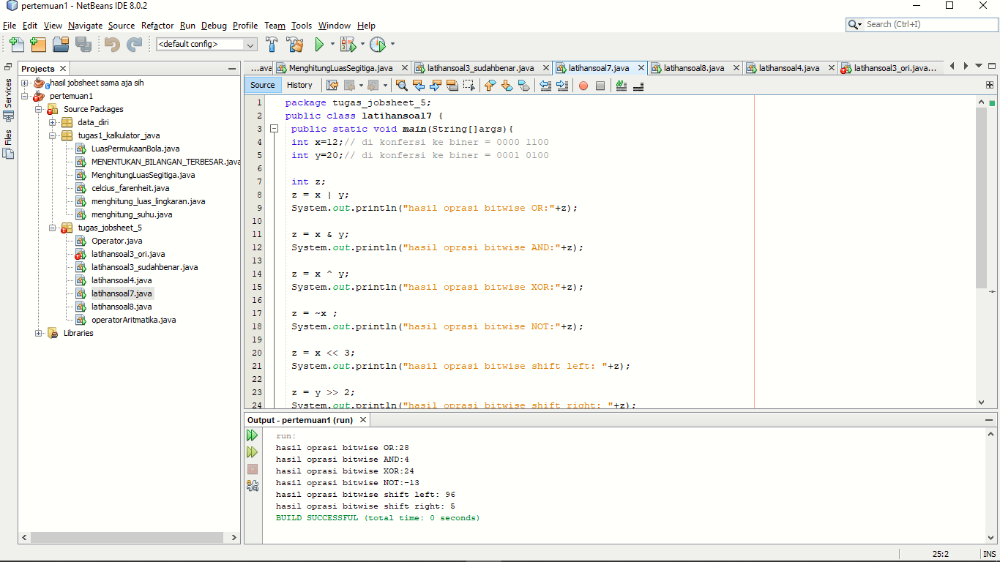 pertemuan1 - NetBeans IDE 8.0.2
File Edit View Navigate Source Refactor Run Debug Profile Team Tools Window Help
Search (Ctrl+I)
<default config>
Projects
...ava MenghitungLuasSegitiga.java latihansoal3_sudahbenar.java latihansoal7.java latihansoal8.java latihansoal4.java latihansoal3_ori.java...
Services
Files
hasil jobsheet sama aja sih
pertemuan1
Source Packages
data_diri
tugas1_kalkulator_java
LuasPermukaanBola.java
MENENTUKAN_BILANGAN_TERBESAR.java
MenghitungLuasSegitiga.java
celcius_farenheit.java
menghitung_luas_lingkaran.java
menghitung_suhu.java
tugas_jobsheet_5
Operator.java
latihansoal3_ori.java
latihansoal3_sudahbenar.java
latihansoal4.java
latihansoal7.java
latihansoal8.java
operatorAritmatika.java
Libraries
Source History
1 package tugas_jobsheet_5;
2 public class latihansoal7 {
3 public static void main(String[]args){
4 int x=12;// di konfersi ke biner = 0000 1100
5 int y=20;// di konfersi ke biner = 0001 0100
6
7 int z;
8 z = x | y;
9 System.out.println("hasil oprasi bitwise OR:"+z);
10
11 z = x & y;
12 System.out.println("hasil oprasi bitwise AND:"+z);
13
14 z = x ^ y;
15 System.out.println("hasil oprasi bitwise XOR:"+z);
16
17 z = ~x ;
18 System.out.println("hasil oprasi bitwise NOT:"+z);
19
20 z = x << 3;
21 System.out.println("hasil oprasi bitwise shift left: "+z);
22
23 z = y >> 2;
24 System.out.println("hasil oprasi bitwise shift right: "+z);
Output - pertemuan1 (run)
run:
hasil oprasi bitwise OR:28
hasil oprasi bitwise AND:4
hasil oprasi bitwise XOR:24
hasil oprasi bitwise NOT:-13
hasil oprasi bitwise shift left: 96
hasil oprasi bitwise shift right: 5
BUILD SUCCESSFUL (total time: 0 seconds)
25:2 INS